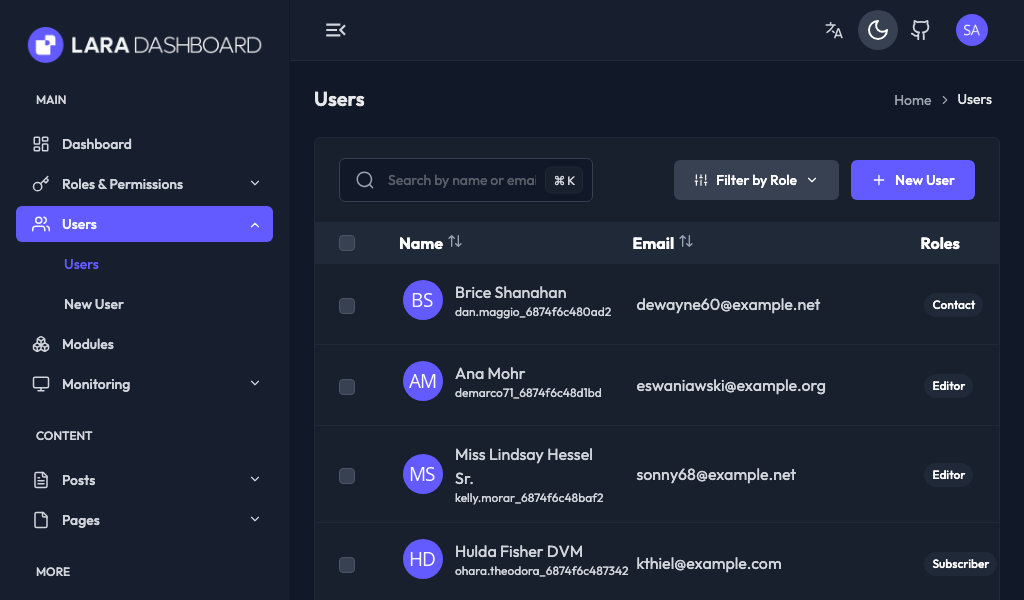 LARA DASHBOARD
MAIN
Dashboard
Roles & Permissions
Users
Users
New User
Modules
Monitoring
CONTENT
Posts
Pages
MORE
SA
Users
Home > Users
Search by name or emai ⌘ K
Filter by Role
+ New User
Name
Email
Roles
BS
Brice Shanahan
dan.maggio_6874f6c480ad2
dewayne60@example.net
Contact
AM
Ana Mohr
demarco71_6874f6c48d1bd
eswaniawski@example.org
Editor
MS
Miss Lindsay Hessel
Sr.
kelly.morar_6874f6c48baf2
sonny68@example.net
Editor
HD
Hulda Fisher DVM
ohara.theodora_6874f6c487342
kthiel@example.com
Subscriber